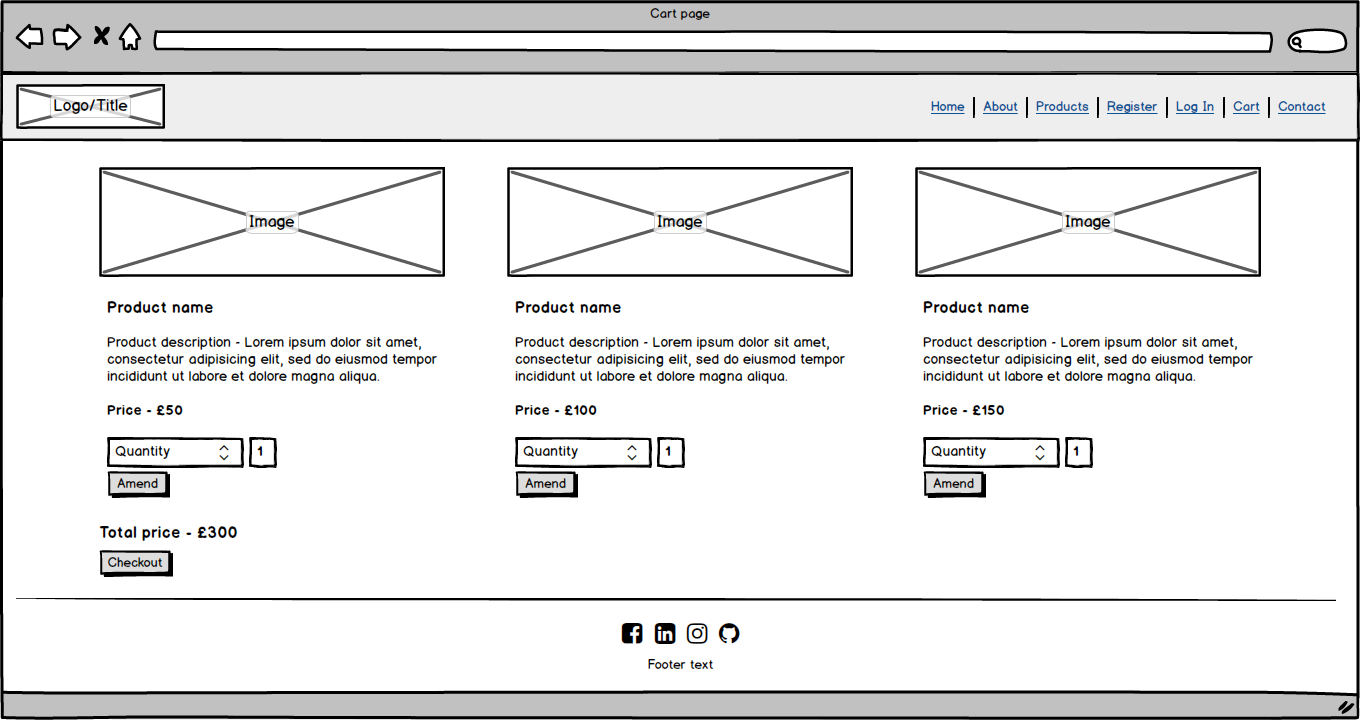 Cart page
Logo/Title
Home | About | Products | Register | Log In | Cart | Contact
Image
Image
Image
Product name
Product description - Lorem ipsum dolor sit amet,
consectetur adipisicing elit, sed do eiusmod tempor
incididunt ut labore et dolore magna aliqua.
Price - £50
Quantity 1
Amend
Product name
Product description - Lorem ipsum dolor sit amet,
consectetur adipisicing elit, sed do eiusmod tempor
incididunt ut labore et dolore magna aliqua.
Price - £100
Quantity 1
Amend
Product name
Product description - Lorem ipsum dolor sit amet,
consectetur adipisicing elit, sed do eiusmod tempor
incididunt ut labore et dolore magna aliqua.
Price - £150
Quantity 1
Amend
Total price - £300
Checkout
Footer text